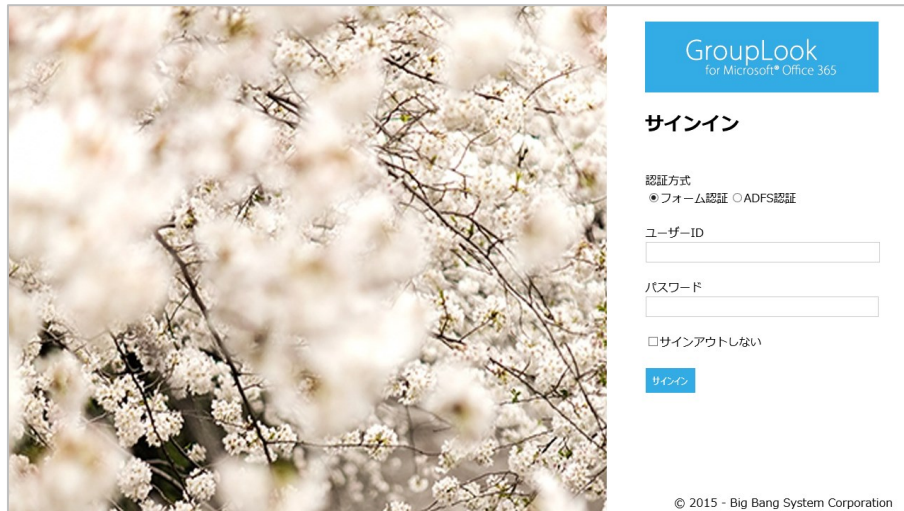 GroupLook
for Microsoft® Office 365
サインイン
認証方式
◉フォーム認証 ○ADFS認証
ユーザーID
パスワード
□サインアウトしない
サインイン
© 2015 - Big Bang System Corporation